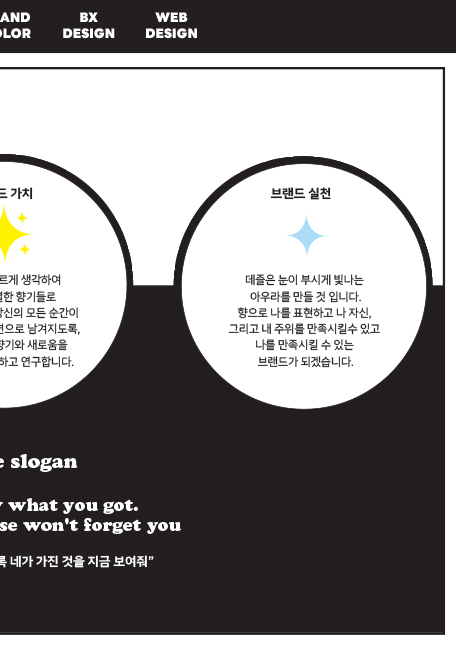 AND
OLOR
BX
DESIGN
WEB
DESIGN
드 가치
르게 생각하여
별한 향기들로
당신의 모든 순간이
으로 남겨지도록,
향기와 새로움을
하고 연구합니다.
브랜드 실천
데즐은 눈이 부시게 빛나는
아우라를 만들 것 입니다.
향으로 나를 표현하고 나 자신,
그리고 내 주위를 만족시킬수 있고
나를 만족시킬 수 있는
브랜드가 되겠습니다.
e slogan
what you got.
se won't forget you
록 네가 가진 것을 지금 보여줘”